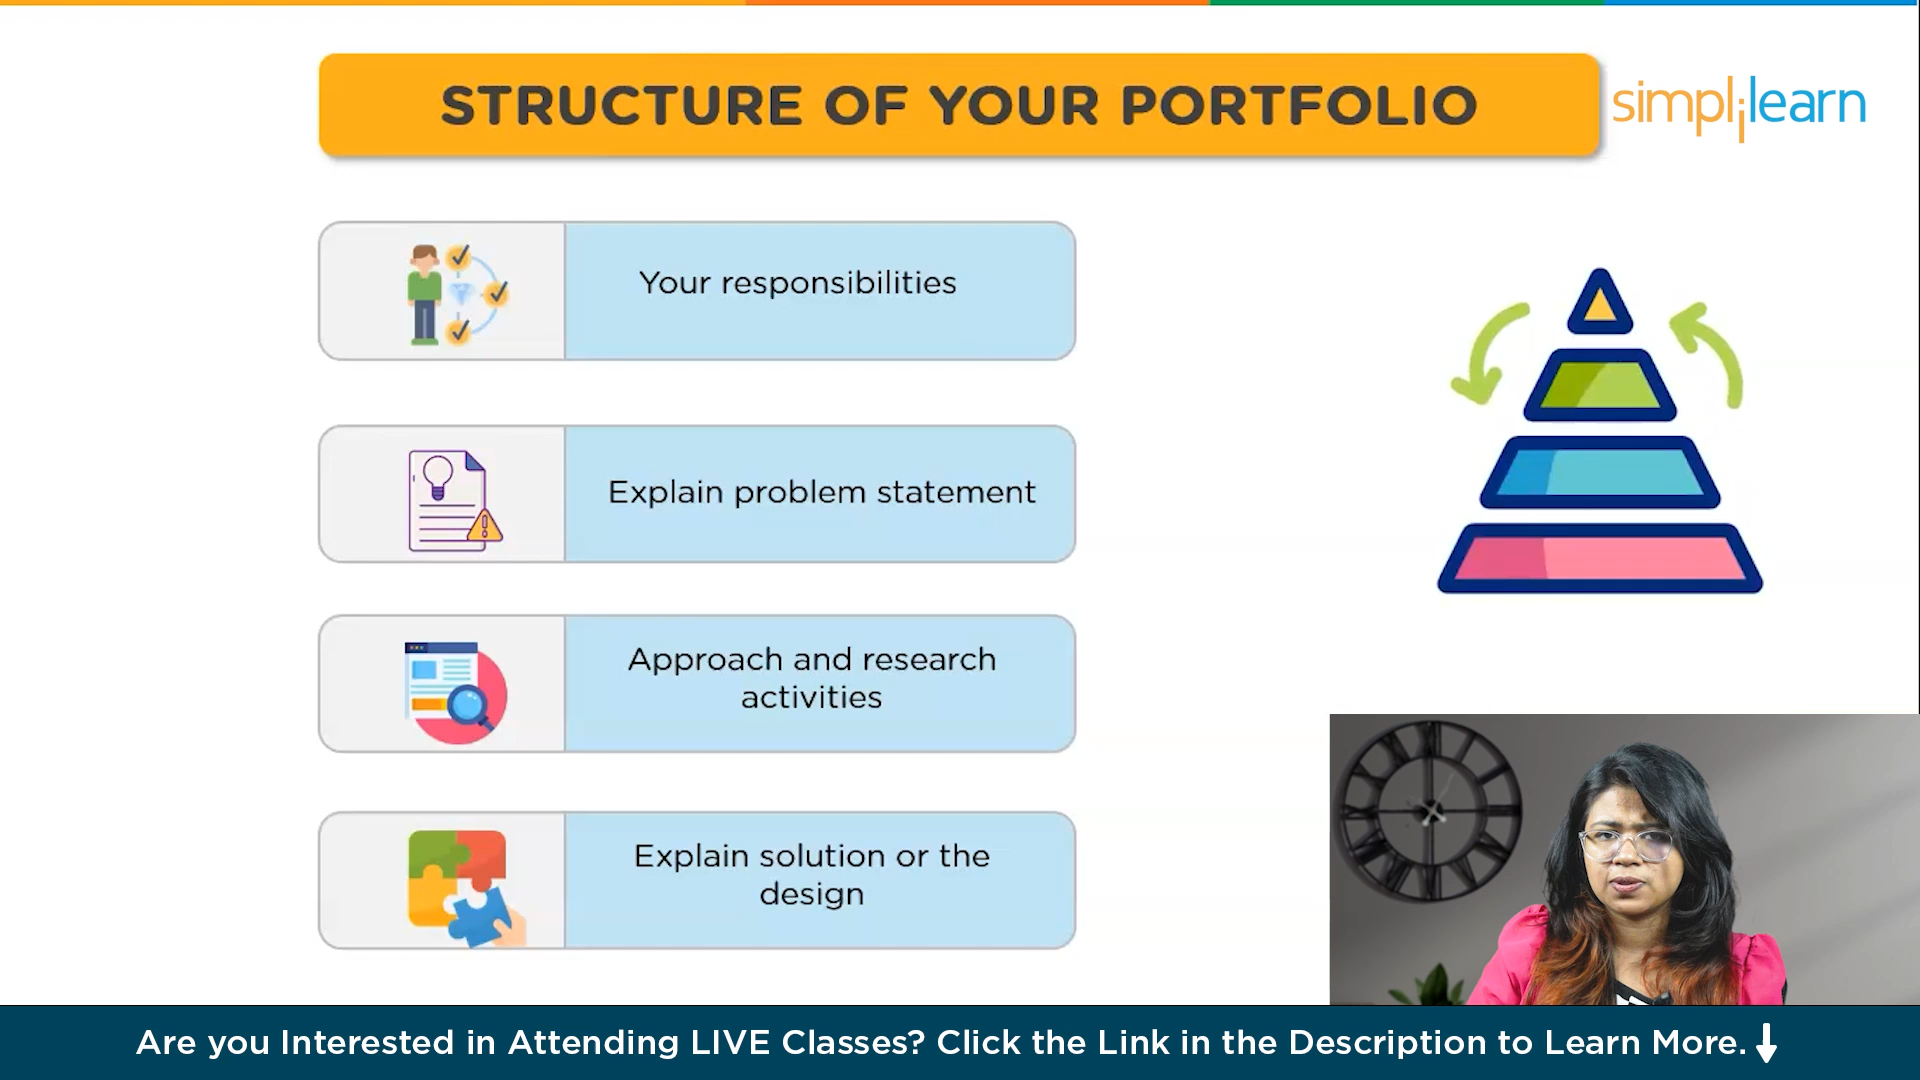 STRUCTURE OF YOUR PORTFOLIO
simplilearn
Your responsibilities
Explain problem statement
Approach and research
activities
Explain solution or the
design
Are you Interested in Attending LIVE Classes? Click the Link in the Description to Learn More.